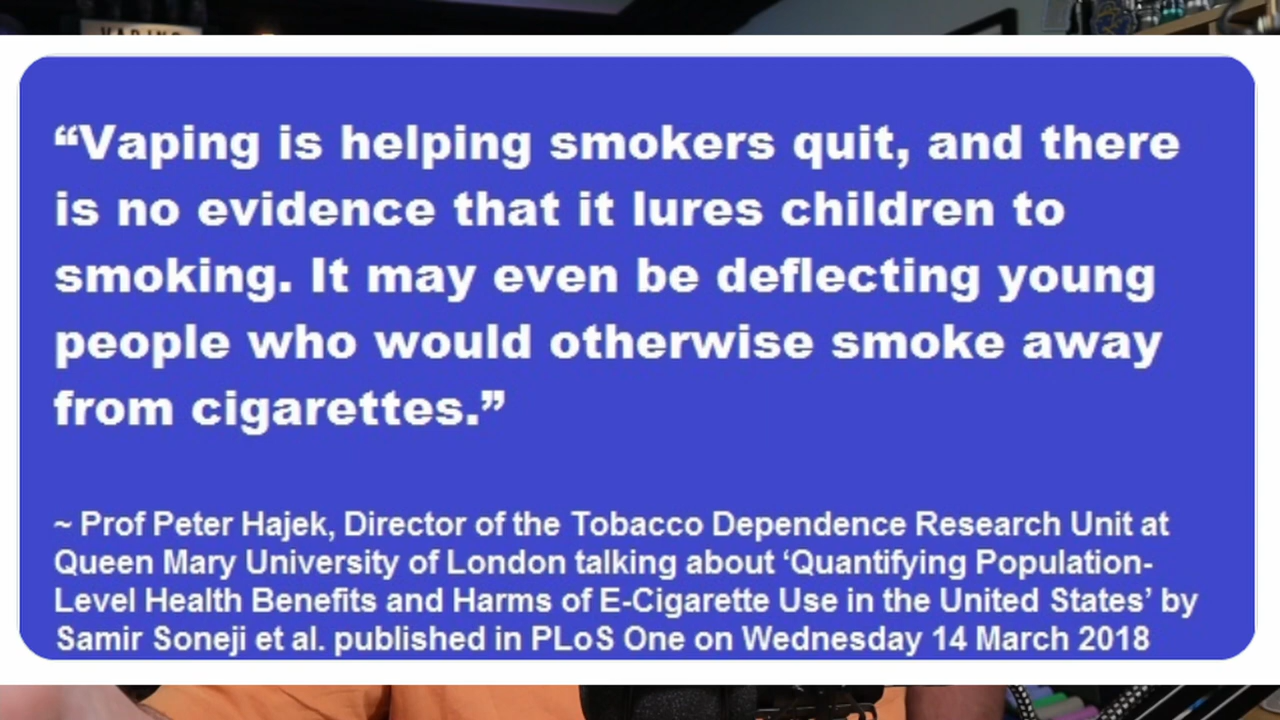 VAPING
“Vaping is helping smokers quit, and there
is no evidence that it lures children to
smoking. It may even be deflecting young
people who would otherwise smoke away
from cigarettes.”
~ Prof Peter Hajek, Director of the Tobacco Dependence Research Unit at
Queen Mary University of London talking about ‘Quantifying Population-
Level Health Benefits and Harms of E-Cigarette Use in the United States’ by
Samir Soneji et al. published in PLoS One on Wednesday 14 March 2018